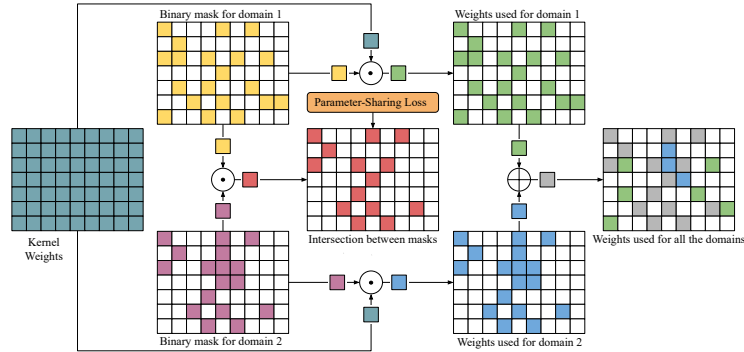 Binary mask for domain 1
Weights used for domain 1
Parameter-Sharing Loss
Kernel
Weights
Intersection between masks
Weights used for all the domains
Binary mask for domain 2
Weights used for domain 2